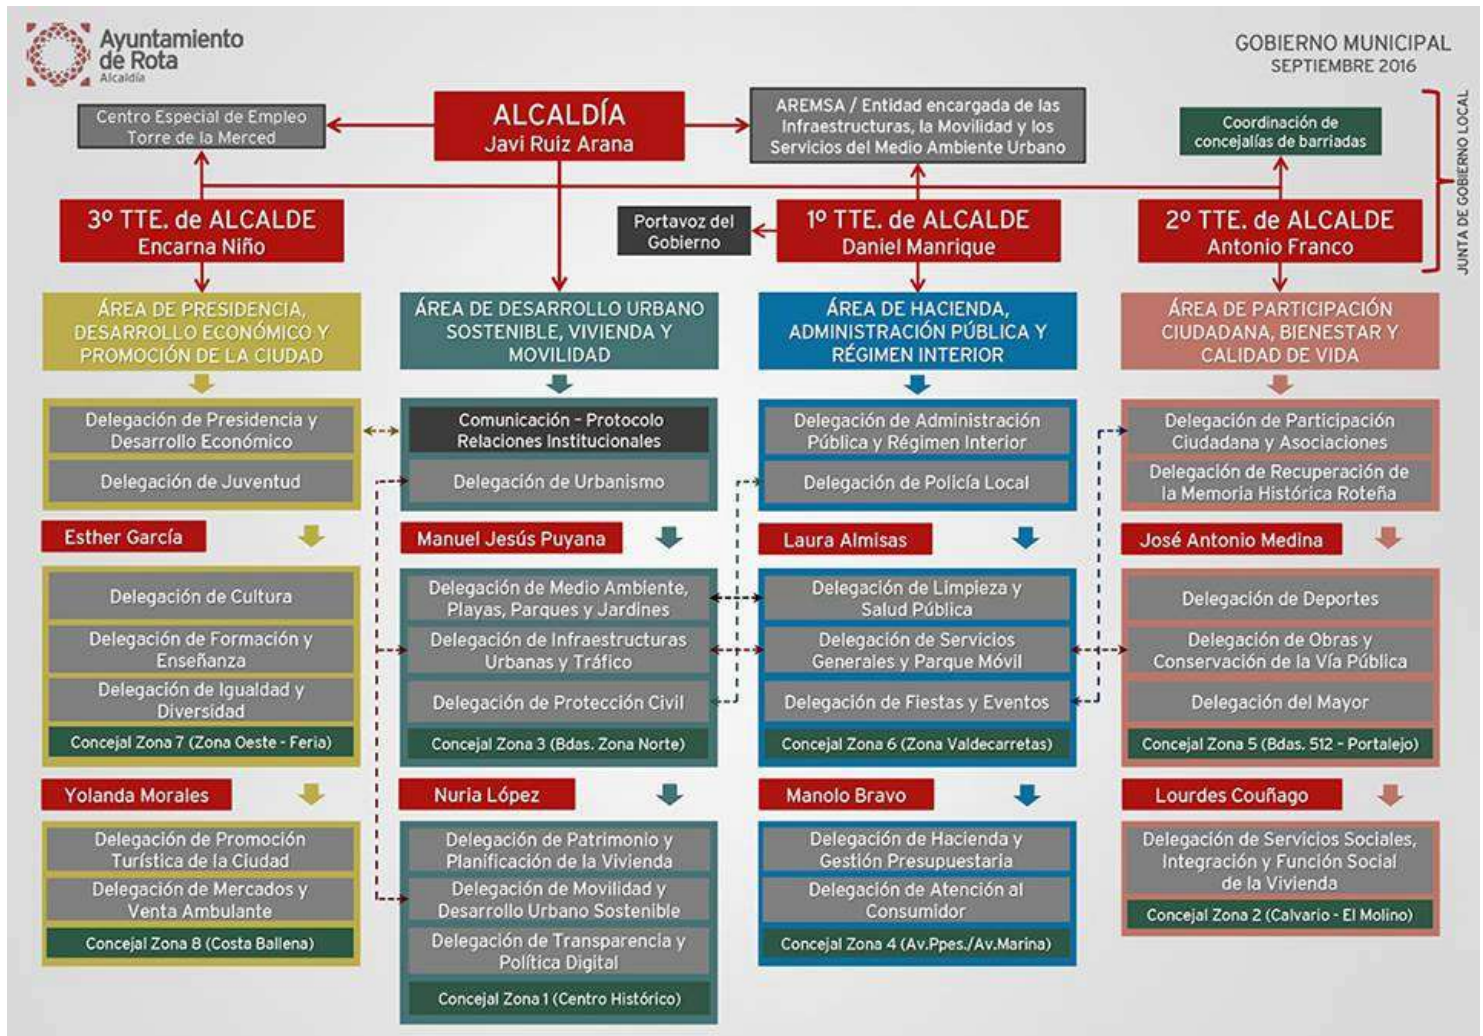 Ayuntamiento
de Rota
Alcaldía
GOBIERNO MUNICIPAL
SEPTIEMBRE 2016
JUNTA DE GOBIERNO LOCAL
Centro Especial de Empleo
Torre de la Merced
ALCALDÍA
Javi Ruiz Arana
AREMSA / Entidad encargada de las
Infraestructuras, la Movilidad y los
Servicios del Medio Ambiente Urbano
Coordinación de
concejalías de barriadas
3º TTE. de ALCALDE
Encarna Niño
Portavoz del
Gobierno
1º TTE. de ALCALDE
Daniel Manrique
2º TTE. de ALCALDE
Antonio Franco
ÁREA DE PRESIDENCIA,
DESARROLLO ECONÓMICO Y
PROMOCIÓN DE LA CIUDAD
Delegación de Presidencia y
Desarrollo Económico
Delegación de Juventud
Esther García
Delegación de Cultura
Delegación de Formación y
Enseñanza
Delegación de Igualdad y
Diversidad
Concejal Zona 7 (Zona Oeste - Feria)
Yolanda Morales
Delegación de Promoción
Turística de la Ciudad
Delegación de Mercados y
Venta Ambulante
Concejal Zona 8 (Costa Ballena)
ÁREA DE DESARROLLO URBANO
SOSTENIBLE, VIVIENDA Y
MOVILIDAD
Comunicación – Protocolo
Relaciones Institucionales
Delegación de Urbanismo
Manuel Jesús Puyana
Delegación de Medio Ambiente,
Playas, Parques y Jardines
Delegación de Infraestructuras
Urbanas y Tráfico
Delegación de Protección Civil
Concejal Zona 3 (Bdas. Zona Norte)
Nuria López
Delegación de Patrimonio y
Planificación de la Vivienda
Delegación de Movilidad y
Desarrollo Urbano Sostenible
Delegación de Transparencia y
Política Digital
Concejal Zona 1 (Centro Histórico)
ÁREA DE HACIENDA,
ADMINISTRACIÓN PÚBLICA Y
RÉGIMEN INTERIOR
Delegación de Administración
Pública y Régimen Interior
Delegación de Policía Local
Laura Almisas
Delegación de Limpieza y
Salud Pública
Delegación de Servicios
Generales y Parque Móvil
Delegación de Fiestas y Eventos
Concejal Zona 6 (Zona Valdecarretas)
Manolo Bravo
Delegación de Hacienda y
Gestión Presupuestaria
Delegación de Atención al
Consumidor
Concejal Zona 4 (Av.Ppes./Av.Marina)
ÁREA DE PARTICIPACIÓN
CIUDADANA, BIENESTAR Y
CALIDAD DE VIDA
Delegación de Participación
Ciudadana y Asociaciones
Delegación de Recuperación de
la Memoria Histórica Roteña
José Antonio Medina
Delegación de Deportes
Delegación de Obras y
Conservación de la Vía Pública
Delegación del Mayor
Concejal Zona 5 (Bdas. 512 – Portalejo)
Lourdes Couñago
Delegación de Servicios Sociales,
Integración y Función Social
de la Vivienda
Concejal Zona 2 (Calvario - El Molino)